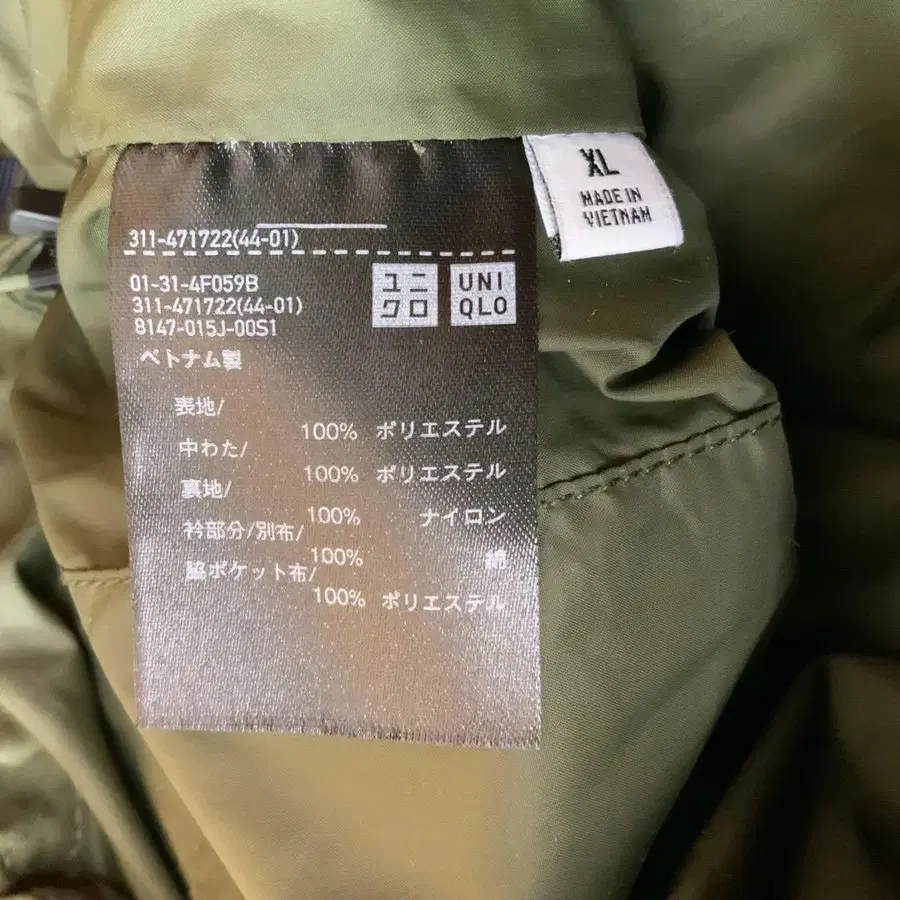 311-471722(44-01)
01-31-4F059B
311-471722(44-01)
8147-015J-00S1
ユニ
クロ
UNI
QLO
ベトナム製
表地/
100% ポリエステル
中わた/
100% ポリエステル
裏地/
100% ナイロン
衿部分/別布/
100% 綿
脇ポケット布/
100% ポリエステル
XL
MADE IN
VIETNAM